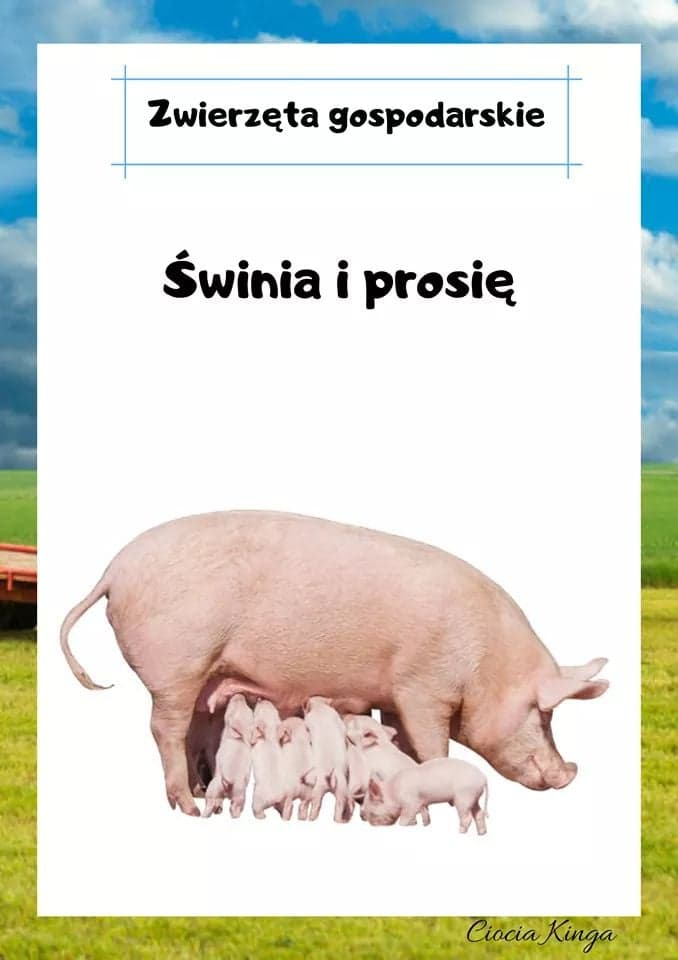 Zwierzęta gospodarskie
Świnia i prosię
Ciocia Kinga